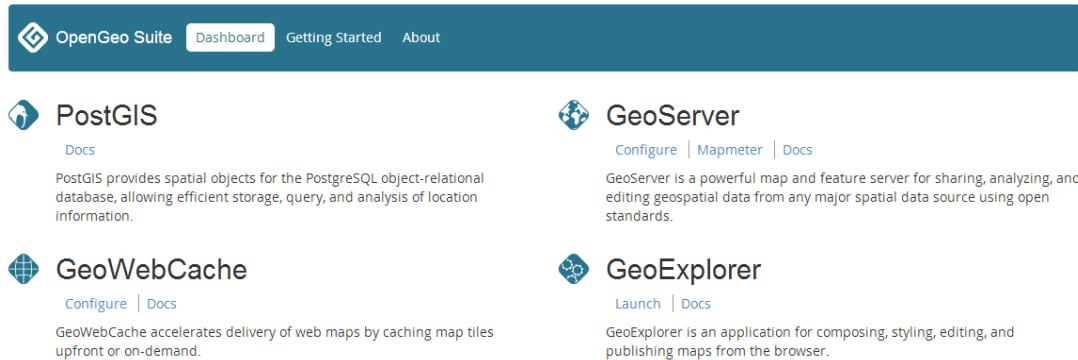 OpenGeo Suite Dashboard Getting Started About
PostGIS
Docs
PostGIS provides spatial objects for the PostgreSQL object-relational
database, allowing efficient storage, query, and analysis of location
information.
GeoServer
Configure | Mapmeter | Docs
GeoServer is a powerful map and feature server for sharing, analyzing, and
editing geospatial data from any major spatial data source using open
standards.
GeoWebCache
Configure | Docs
GeoWebCache accelerates delivery of web maps by caching map tiles
upfront or on-demand.
GeoExplorer
Launch | Docs
GeoExplorer is an application for composing, styling, editing, and
publishing maps from the browser.